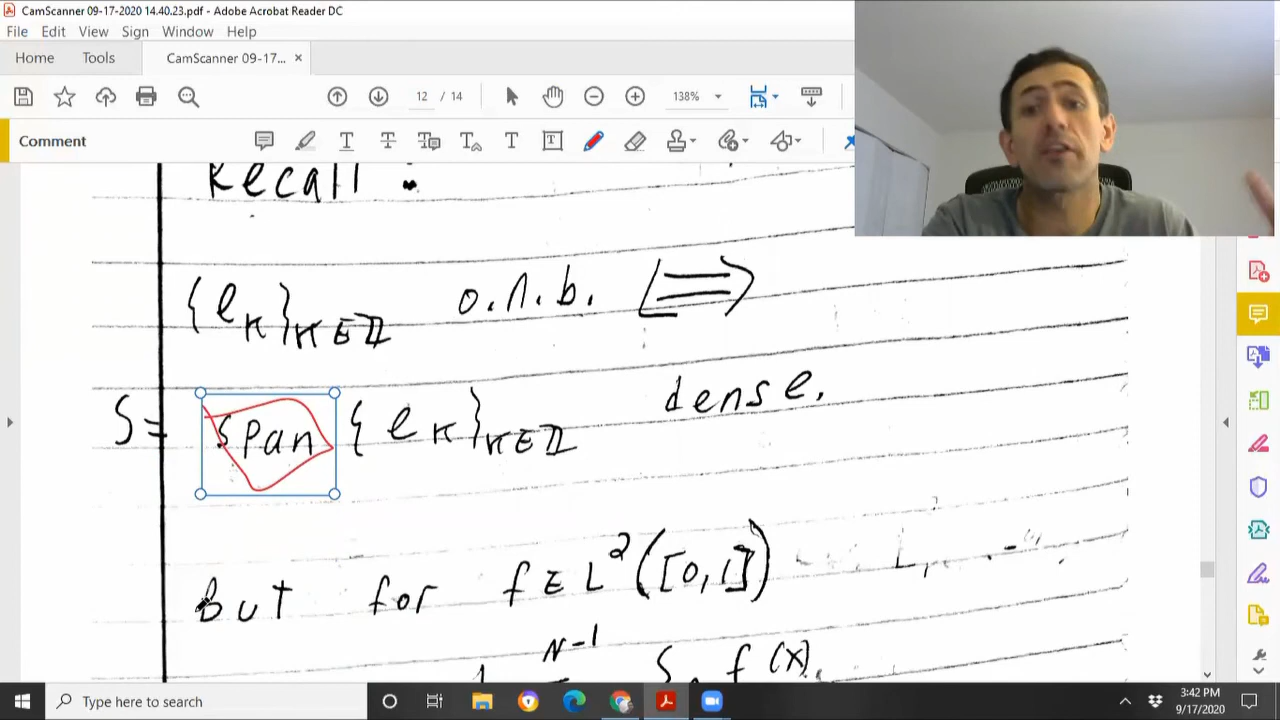 CamScanner 09-17-2020 14.40.23.pdf - Adobe Acrobat Reader DC
File Edit View Sign Window Help
Home Tools CamScanner 09-17... ×
12 / 14 138%
Comment
Recall :
{e_K}_{K∈ℤ} o.n.b. ⟺
S = span {e_K}_{K∈ℤ} dense.
But for f ∈ L²([0,1])
N-1
f(x)
Type here to search
3:42 PM
9/17/2020